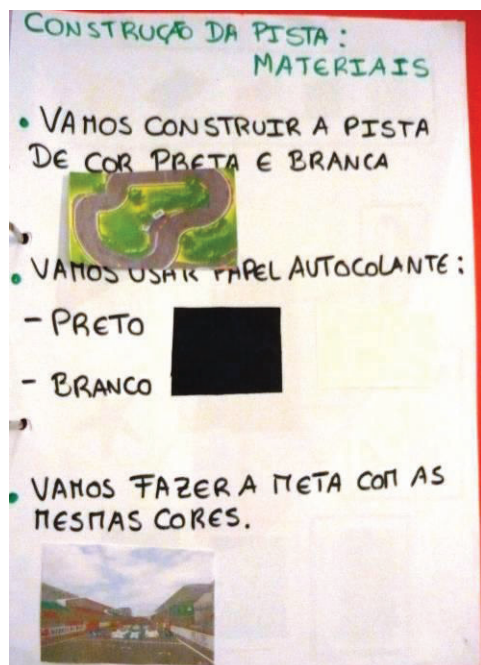 CONSTRUÇÃO DA PISTA:
MATERIAIS
• VAMOS CONSTRUIR A PISTA
DE COR PRETA E BRANCA
• VAMOS USAR PAPEL AUTOCOLANTE:
- PRETO
- BRANCO
• VAMOS FAZER A META COM AS
MESMAS CORES.